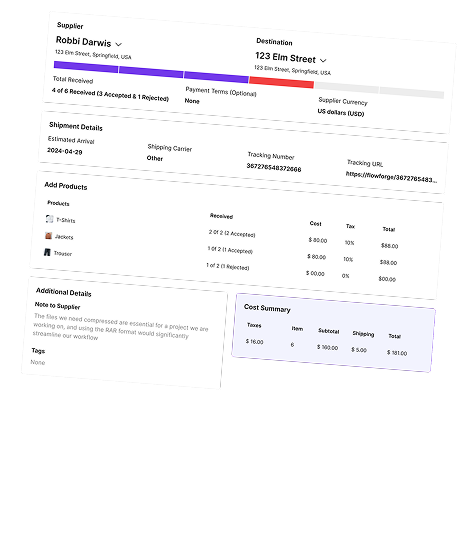 Supplier
Robbi Darwis
123 Elm Street, Springfield, USA
Destination
123 Elm Street
123 Elm Street, Springfield, USA
Total Received
4 of 6 Received (3 Accepted & 1 Rejected)
Payment Terms (Optional)
None
Supplier Currency
US dollars (USD)
Shipment Details
Estimated Arrival
2024-04-29
Shipping Carrier
Other
Tracking Number
367276548372666
Tracking URL
https://flowforge/3672765483...
Add Products
Products Received Cost Tax Total
T-Shirts 2 Of 2 (2 Accepted) $ 80.00 10% $88.00
Jackets 1 Of 2 (1 Accepted) $ 80.00 10% $88.00
Trouser 1 of 2 (1 Rejected) $ 00.00 0% $00.00
Additional Details
Note to Supplier
The files we need compressed are essential for a project we are
working on, and using the RAR format would significantly
streamline our workflow
Tags
None
Cost Summary
Taxes Item Subtotal Shipping Total
$ 16.00 6 $ 160.00 $ 5.00 $ 181.00